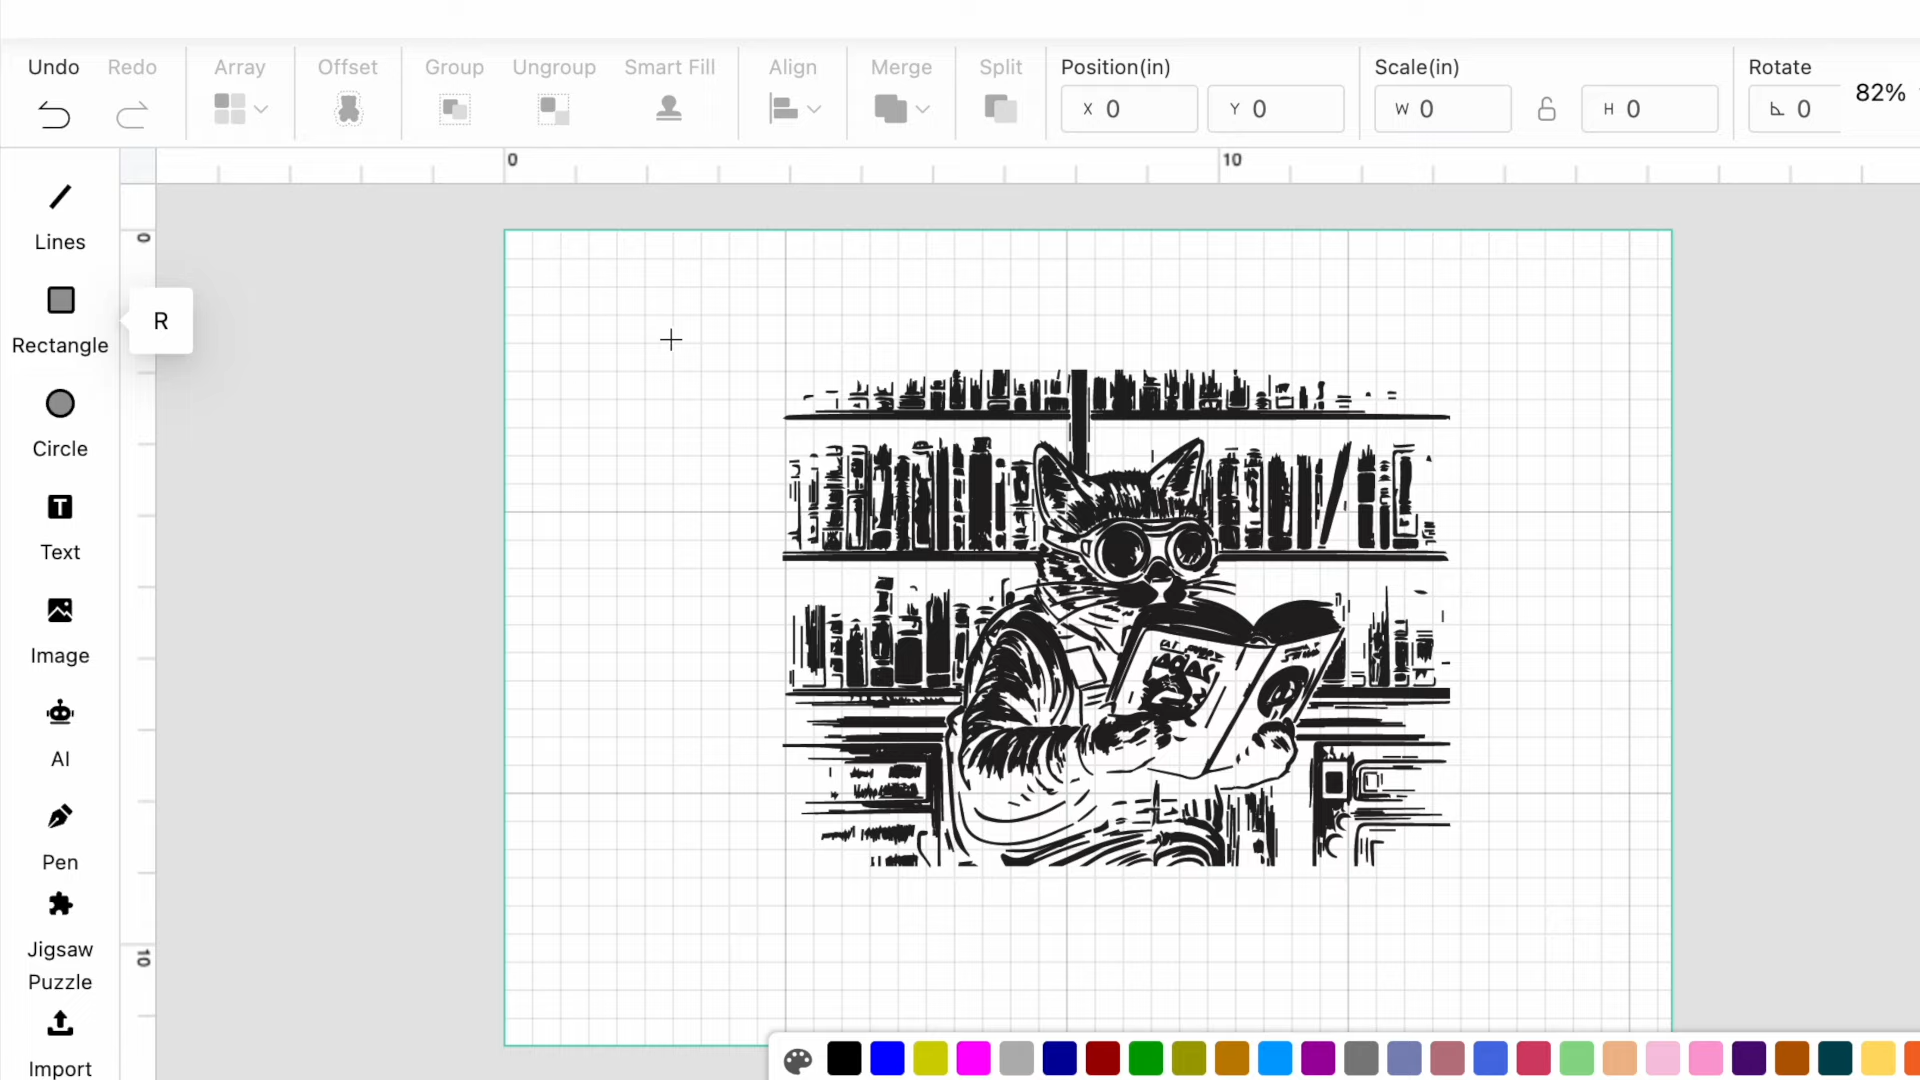 Undo Redo Array Offset Group Ungroup Smart Fill Align Merge Split Position(in) Scale(in) Rotate
X 0 Y 0 W 0 H 0 0 82%
0 10
Lines
0
R
Rectangle
Circle
Text
Image
AI
Pen
Jigsaw
Puzzle
10
Import